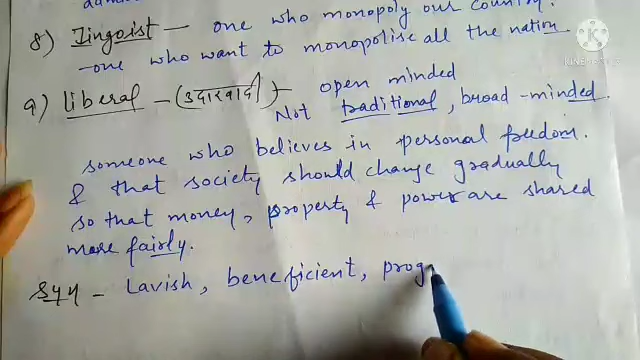 8) Jingoist – one who monopoly our country.
– one who want to monopolise all the nation
9) liberal – (उदारवादी) – open minded
Not traditional, broad-minded.
someone who believes in personal freedom.
& that society should change gradually
so that money, property & power are shared
more fairly.
Syn – Lavish, beneficient, prog